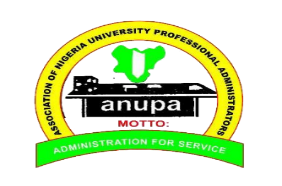 ASSOCIATION OF NIGERIA UNIVERSITY PROFESSIONAL ADMINISTRATORS
anupa
MOTTO:
ADMINISTRATION FOR SERVICE